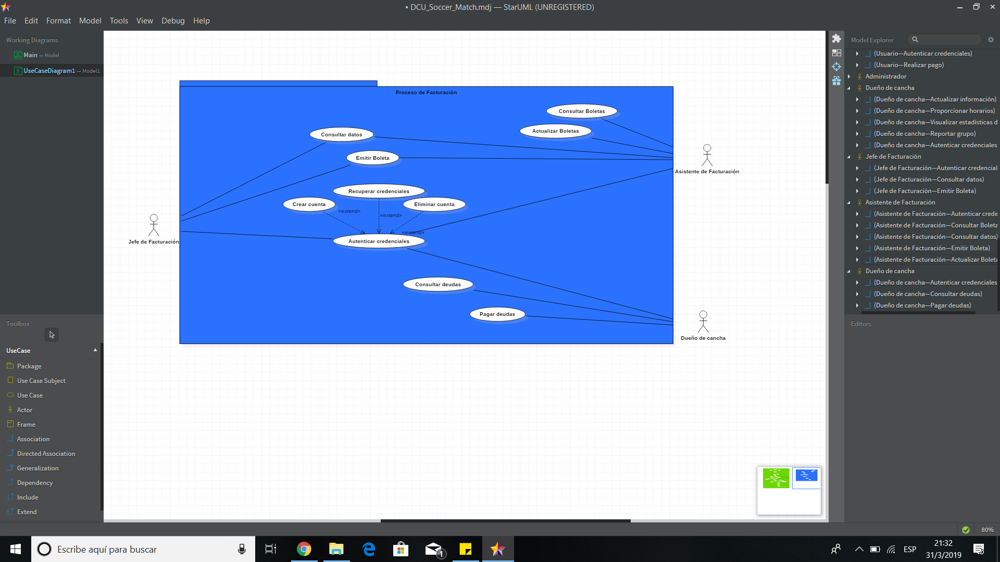 • DCU_Soccer_Match.mdj — StarUML (UNREGISTERED)
File Edit Format Model Tools View Debug Help
Working Diagrams
Main — Model
UseCaseDiagram1 — Model1
Toolbox
UseCase
Package
Use Case Subject
Use Case
Actor
Frame
Association
Directed Association
Generalization
Dependency
Include
Extend
Proceso de Facturación
Consultar Boletas
Actualizar Boletas
Consultar datos
Emitir Boleta
Recuperar credenciales
Crear cuenta
Eliminar cuenta
«extend»
«extend»
«extend»
Autenticar credenciales
Consultar deudas
Pagar deudas
Jefe de Facturación
Asistente de Facturación
Dueño de cancha
Model Explorer
(Usuario—Autenticar credenciales)
(Usuario—Realizar pago)
Administrador
Dueño de cancha
(Dueño de cancha—Actualizar información)
(Dueño de cancha—Proporcionar horarios)
(Dueño de cancha—Visualizar estadísticas d
(Dueño de cancha—Reportar grupo)
(Dueño de cancha—Autenticar credenciales
Jefe de Facturación
(Jefe de Facturación—Autenticar credencial
(Jefe de Facturación—Consultar datos)
(Jefe de Facturación—Emitir Boleta)
Asistente de Facturación
(Asistente de Facturación—Autenticar crede
(Asistente de Facturación—Consultar Boleta
(Asistente de Facturación—Consultar datos)
(Asistente de Facturación—Emitir Boleta)
(Asistente de Facturación—Actualizar Boleta
Dueño de cancha
(Dueño de cancha—Autenticar credenciales
(Dueño de cancha—Consultar deudas)
(Dueño de cancha—Pagar deudas)
Editors
80%
Escribe aquí para buscar
1
ESP
21:32
31/3/2019